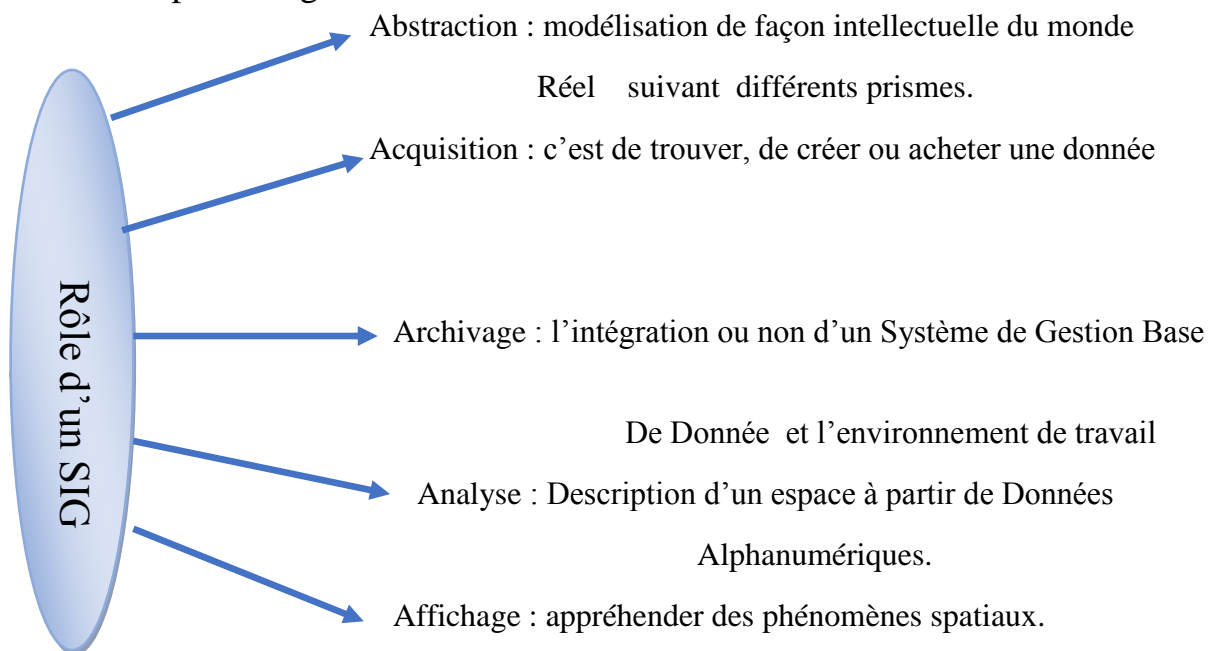 Abstraction : modélisation de façon intellectuelle du monde
Réel suivant différents prismes.
Acquisition : c’est de trouver, de créer ou acheter une donnée
Rôle d’un SIG
Archivage : l’intégration ou non d’un Système de Gestion Base
De Donnée et l’environnement de travail
Analyse : Description d’un espace à partir de Données
Alphanumériques.
Affichage : appréhender des phénomènes spatiaux.